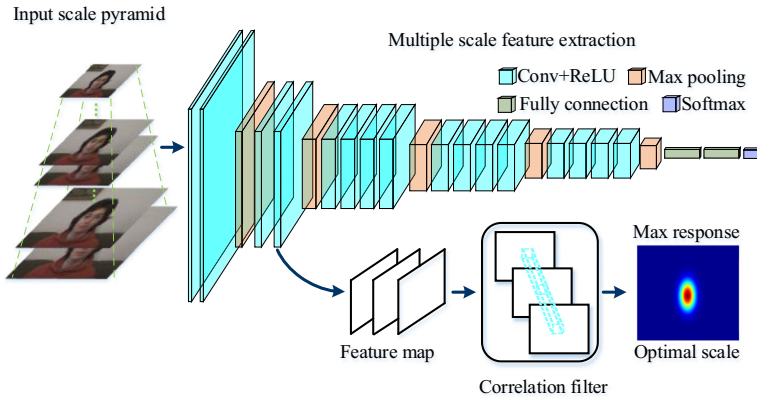 Input scale pyramid
Multiple scale feature extraction
Conv+ReLU
Max pooling
Fully connection
Softmax
Max response
Feature map
Optimal scale
Correlation filter